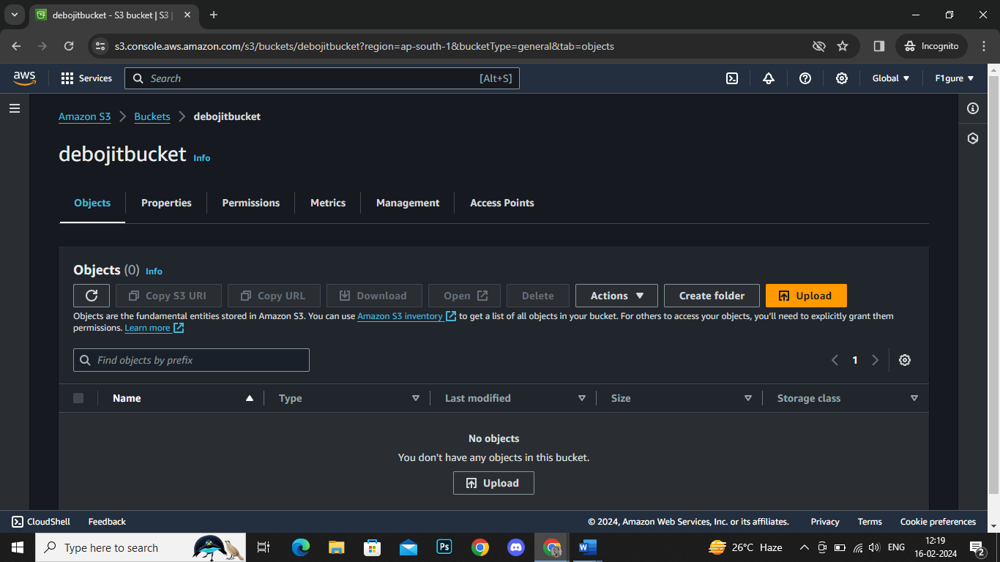 debojitbucket - S3 bucket | S3 |
s3.console.aws.amazon.com/s3/buckets/debojitbucket?region=ap-south-1&bucketType=general&tab=objects
Incognito
aws
Services
Search
[Alt+S]
Global
F1gure
Amazon S3
Buckets
debojitbucket
debojitbucket Info
Objects
Properties
Permissions
Metrics
Management
Access Points
Objects (0) Info
Copy S3 URI
Copy URL
Download
Open
Delete
Actions
Create folder
Upload
Objects are the fundamental entities stored in Amazon S3. You can use Amazon S3 inventory to get a list of all objects in your bucket. For others to access your objects, you'll need to explicitly grant them
permissions. Learn more
Find objects by prefix
1
Name
Type
Last modified
Size
Storage class
No objects
You don't have any objects in this bucket.
Upload
CloudShell
Feedback
© 2024, Amazon Web Services, Inc. or its affiliates.
Privacy
Terms
Cookie preferences
Type here to search
Ps
W
26°C Haze
ENG
12:19
16-02-2024
2